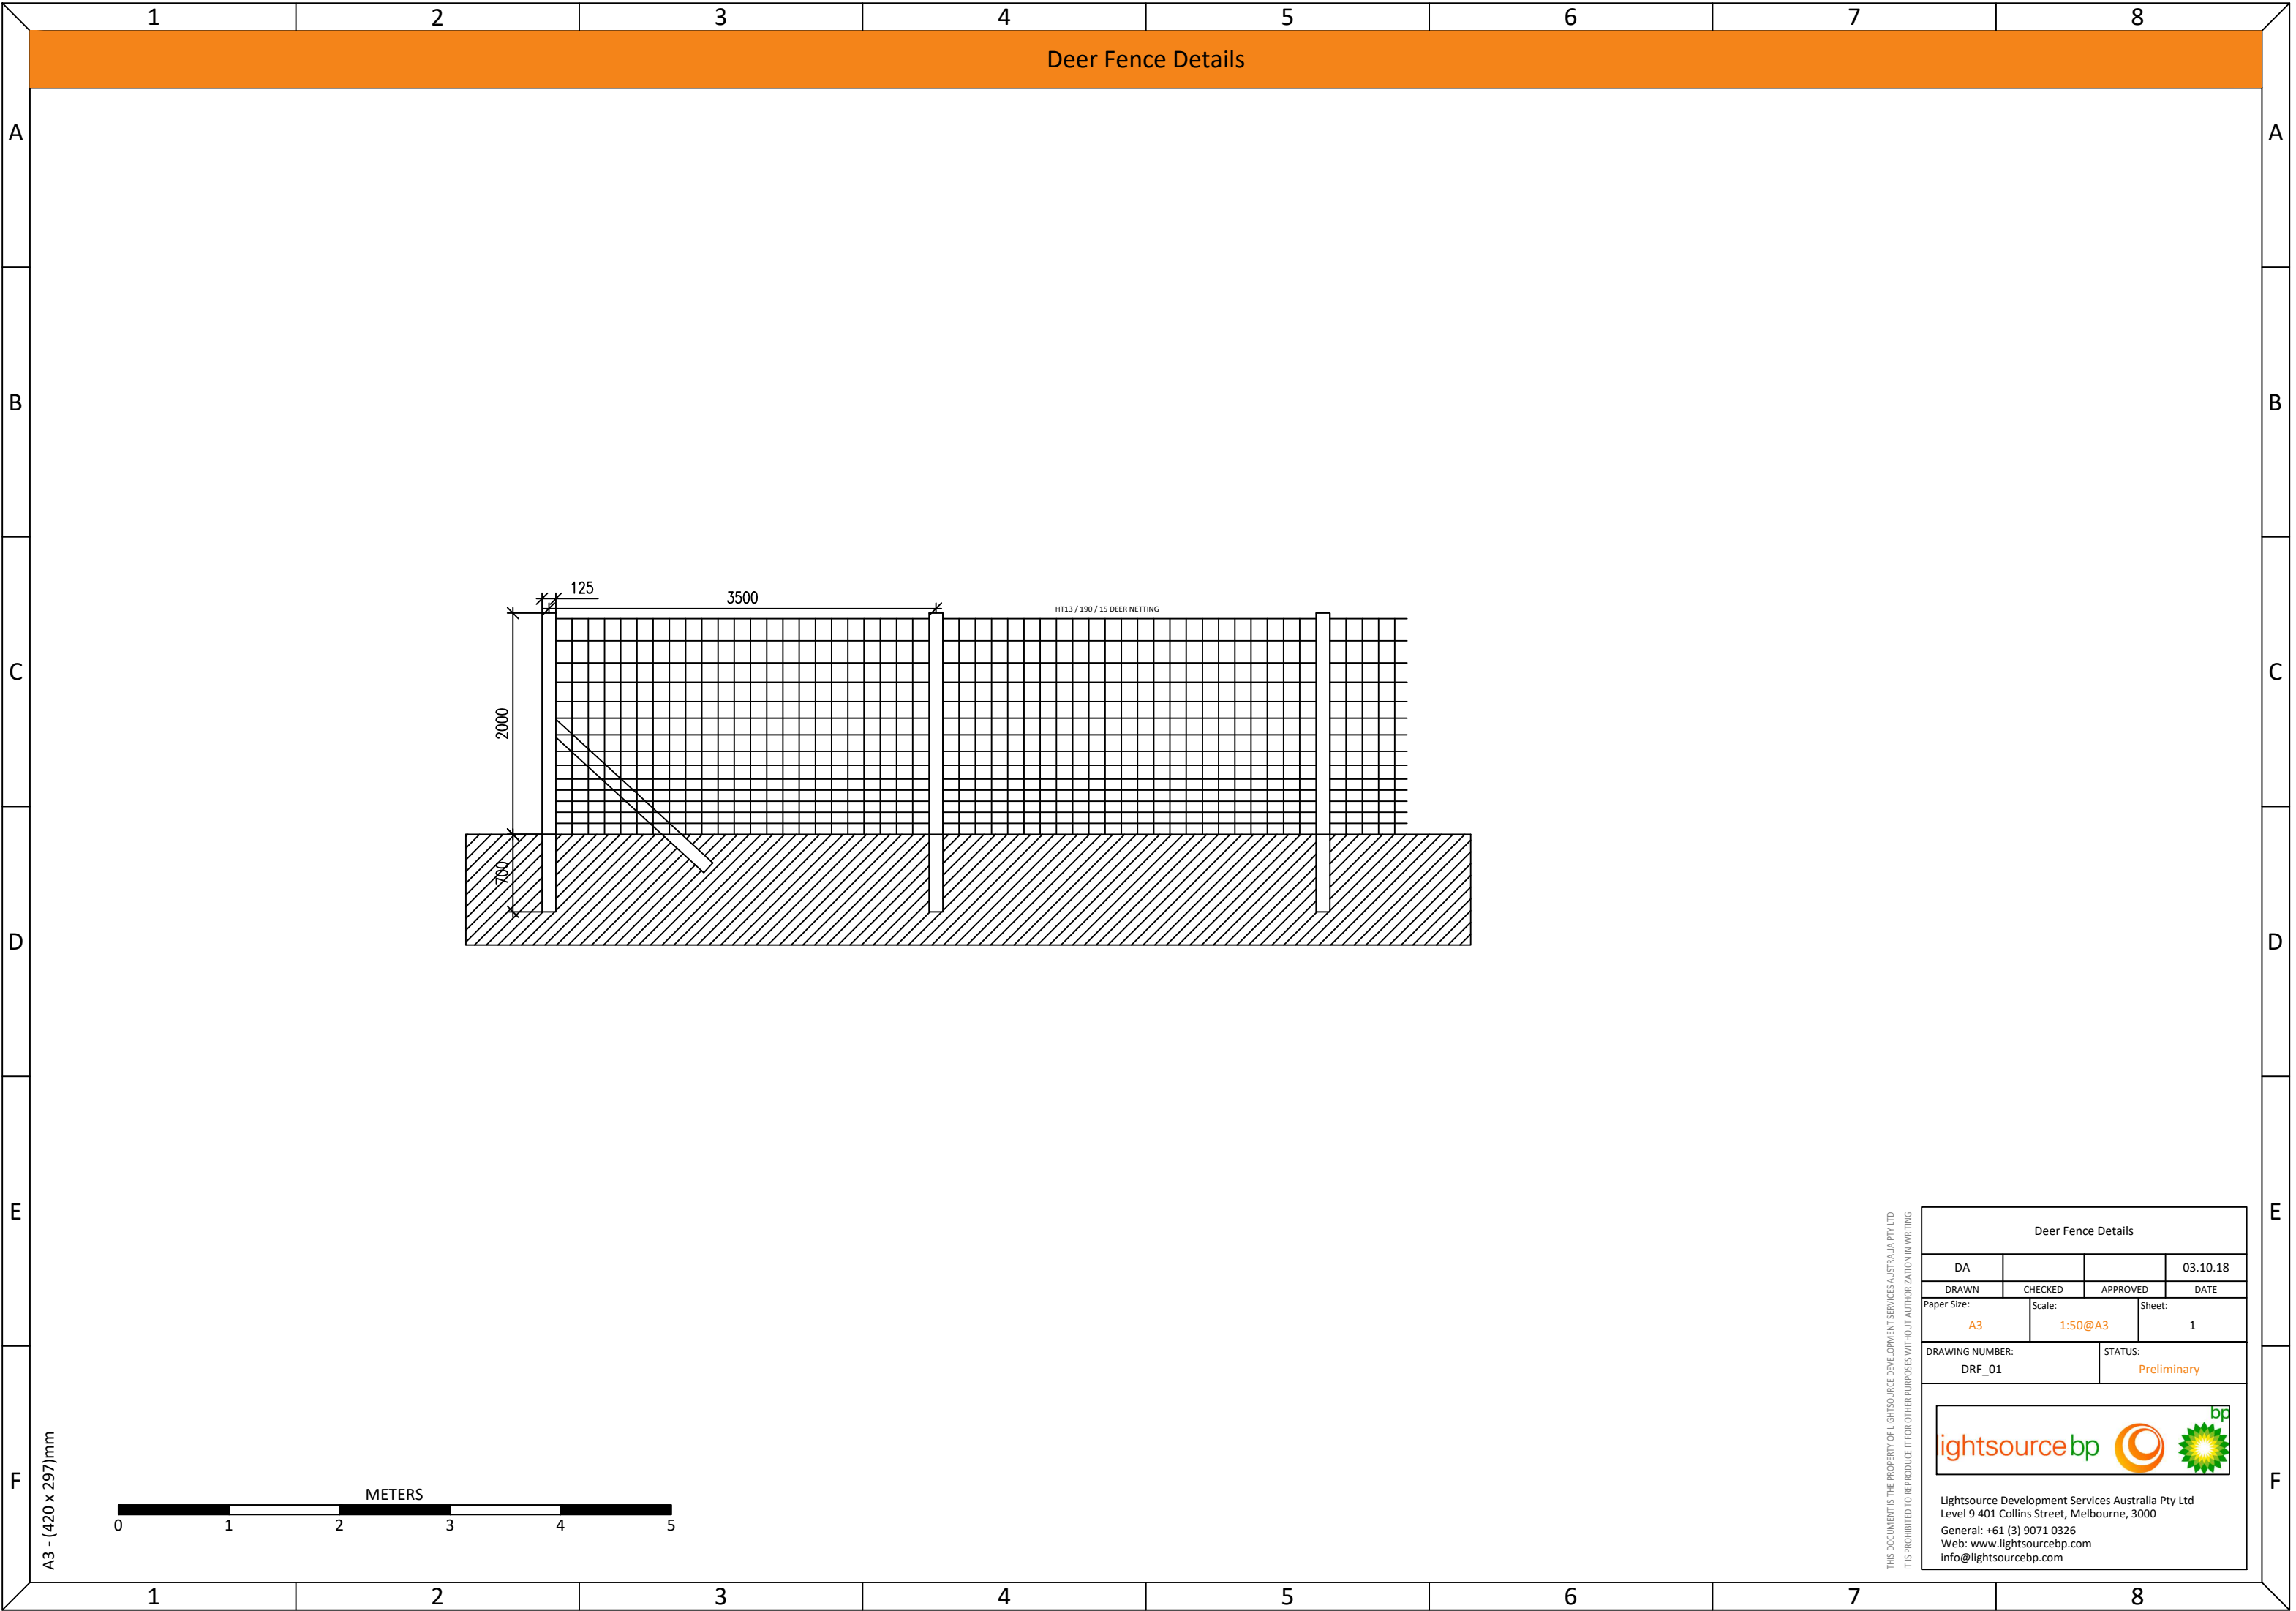 1 2 3 4 5 6 7 8
Deer Fence Details
A A
B B
125
3500
HT13 / 190 / 15 DEER NETTING
C C
2000
700
D D
E E
THIS DOCUMENT IS THE PROPERTY OF LIGHTSOURCE DEVELOPMENT SERVICES AUSTRALIA PTY LTD
IT IS PROHIBITED TO REPRODUCE IT FOR OTHER PURPOSES WITHOUT AUTHORIZATION IN WRITING
Deer Fence Details
DA 03.10.18
DRAWN CHECKED APPROVED DATE
Paper Size: Scale: Sheet:
A3 1:50@A3 1
DRAWING NUMBER: STATUS:
DRF_01 Preliminary
bp
lightsource bp
Lightsource Development Services Australia Pty Ltd
Level 9 401 Collins Street, Melbourne, 3000
General: +61 (3) 9071 0326
Web: www.lightsourcebp.com
info@lightsourcebp.com
F F
A3 - (420 x 297)mm
METERS
0 1 2 3 4 5
1 2 3 4 5 6 7 8